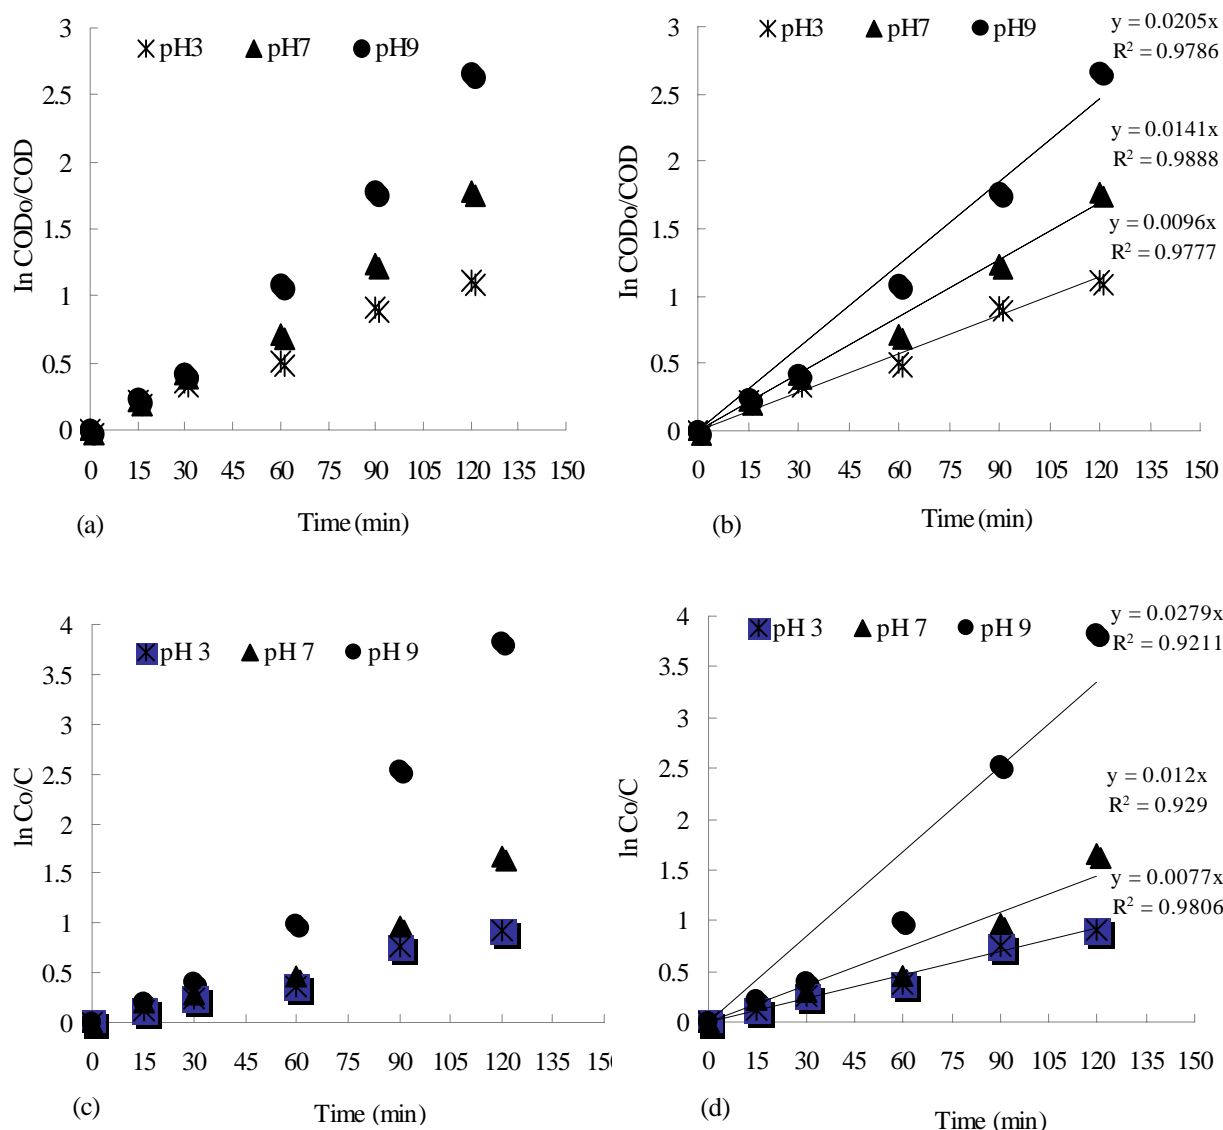 pH3 pH7 pH9
3
2.5
2
1.5
1
0.5
0
ln CODo/COD
0 15 30 45 60 75 90 105 120 135 150
Time (min)
(a)
pH3 pH7 pH9
3
2.5
2
1.5
1
0.5
0
ln CODo/COD
y = 0.0205x
R² = 0.9786
y = 0.0141x
R² = 0.9888
y = 0.0096x
R² = 0.9777
0 15 30 45 60 75 90 105 120 135 150
Time (min)
(b)
pH 3 pH 7 pH 9
4
3.5
3
2.5
2
1.5
1
0.5
0
ln Co/C
0 15 30 45 60 75 90 105 120 135
Time (min)
(c)
pH 3 pH 7 pH 9
4
3.5
3
2.5
2
1.5
1
0.5
0
ln Co/C
y = 0.0279x
R² = 0.9211
y = 0.012x
R² = 0.929
y = 0.0077x
R² = 0.9806
0 15 30 45 60 75 90 105 120 135 150
Time (min)
(d)